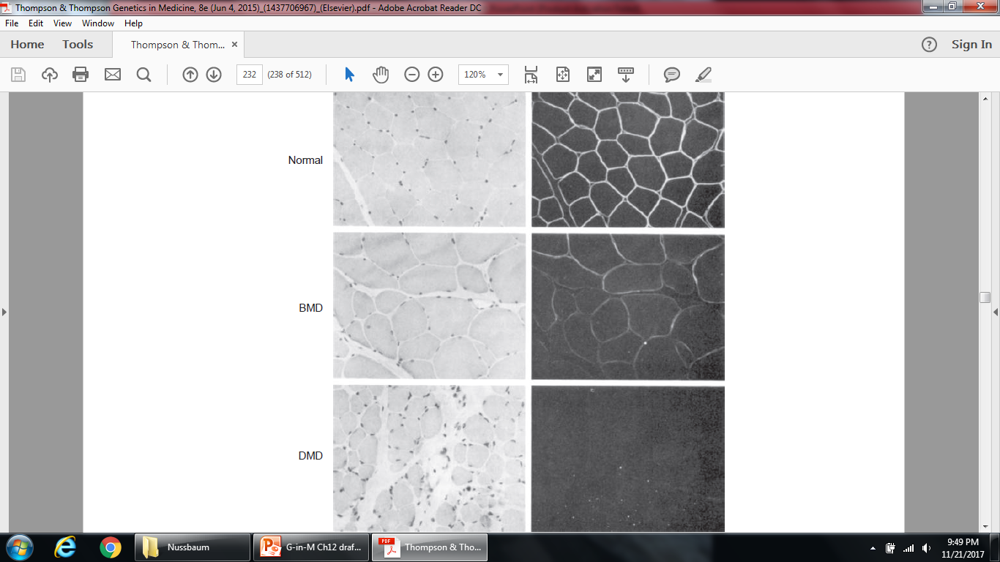 Thompson & Thompson Genetics in Medicine, 8e (Jun 4, 2015)_(1437706967)_(Elsevier).pdf - Adobe Acrobat Reader DC
File Edit View Window Help
Home Tools Thompson & Thom... × ? Sign In
232 (238 of 512) 120%
Normal
BMD
DMD
Nussbaum G-in-M Ch12 draf... PDF Thompson & Tho... 9:49 PM
11/21/2017